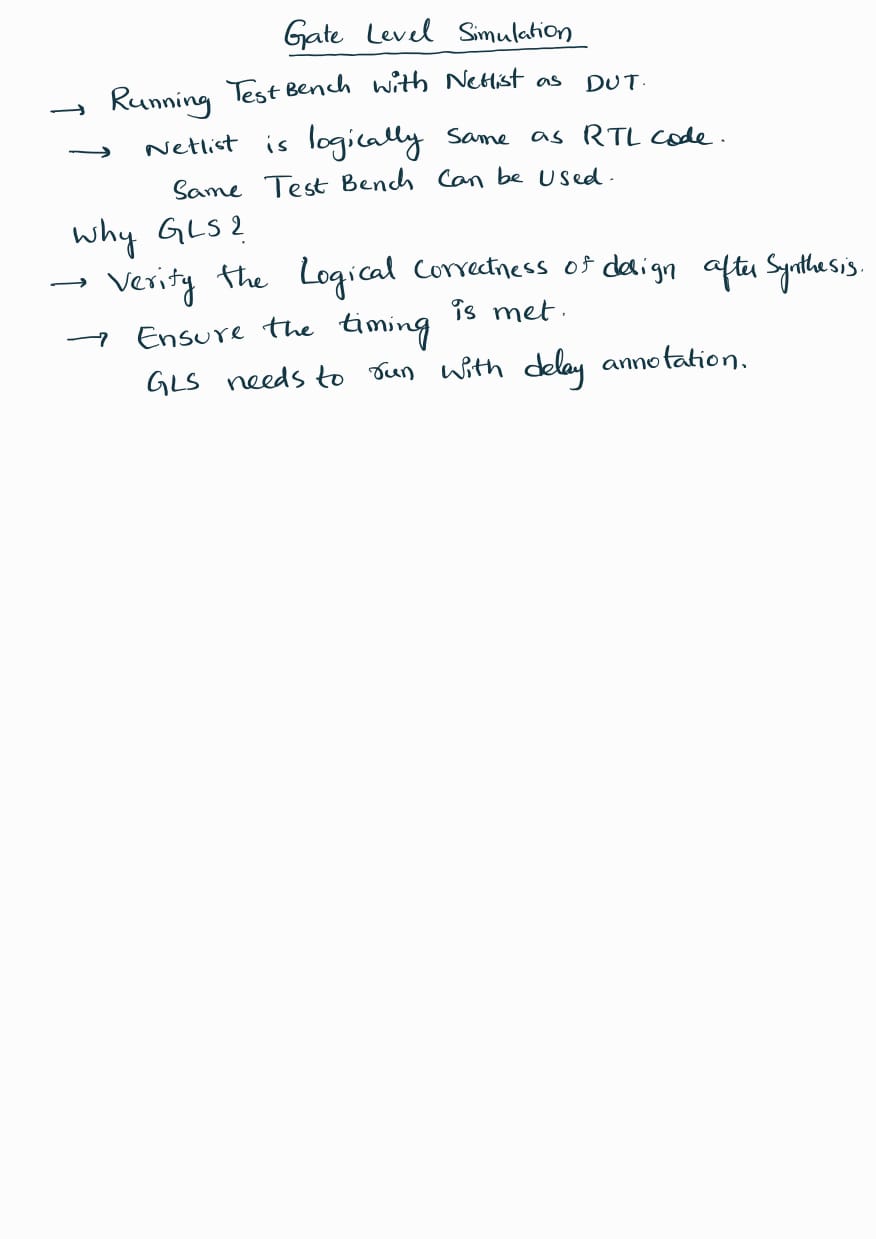 Gate Level Simulation
→ Running TestBench with Netlist as DUT.
→ Netlist is logically same as RTL code.
Same Test Bench Can be used.
Why GLS?
→ Verify the Logical Correctness of design after Synthesis.
→ Ensure the timing is met.
GLS needs to run with delay annotation.